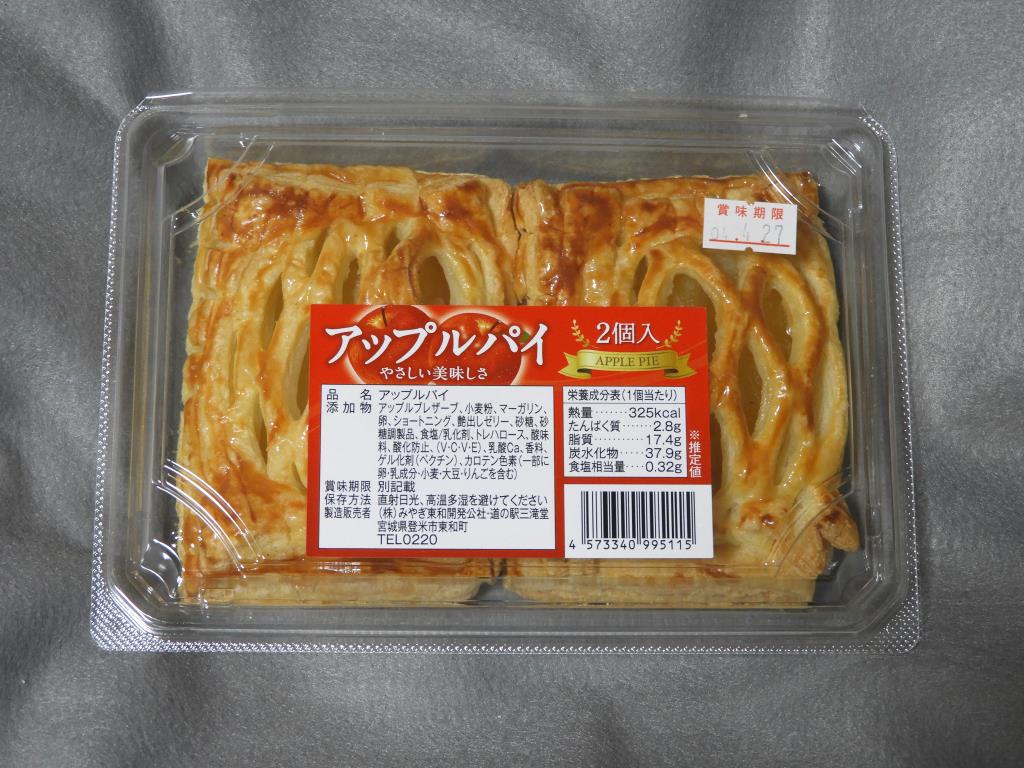 賞味期限
04.4.27
アップルパイ
やさしい美味しさ
2個入
APPLE PIE
品名 アップルパイ
添加物 アップルプレザーブ、小麦粉、マーガリン、
卵、ショートニング、艶出しゼリー、砂糖、砂
糖調製品、食塩/乳化剤、トレハロース、酸味
料、酸化防止、(V・C・V・E)、乳酸Ca、香料、
ゲル化剤(ペクチン)、カロテン色素(一部に
卵・乳成分・小麦・大豆・りんごを含む)
賞味期限 別記載
保存方法 直射日光、高温多湿を避けてください
製造販売者 (株)みやぎ東和開発公社・道の駅三滝堂
宮城県登米市東和町
TEL0220
栄養成分表(1個当たり)
熱量……325kcal
たんぱく質……2.8g
脂質……17.4g
炭水化物……37.9g
食塩相当量……0.32g
※推定値
4 573340 995115